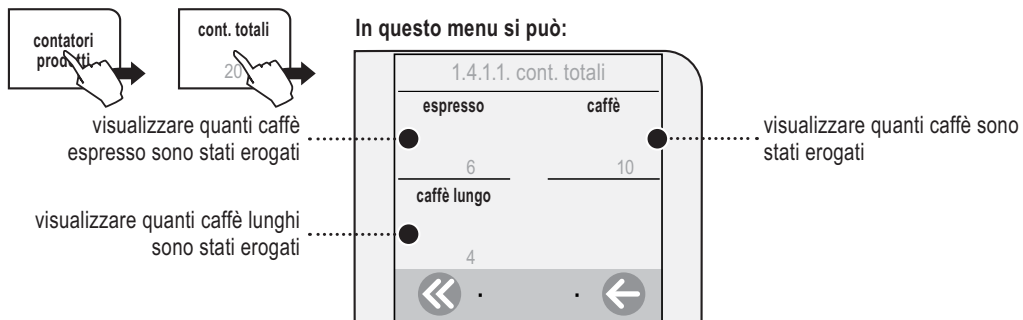 contatori
prodotti
cont. totali
20
In questo menu si può:
1.4.1.1. cont. totali
espresso
caffè
visualizzare quanti caffè
espresso sono stati erogati
visualizzare quanti caffè sono
stati erogati
6
10
caffè lungo
visualizzare quanti caffè lunghi
sono stati erogati
4